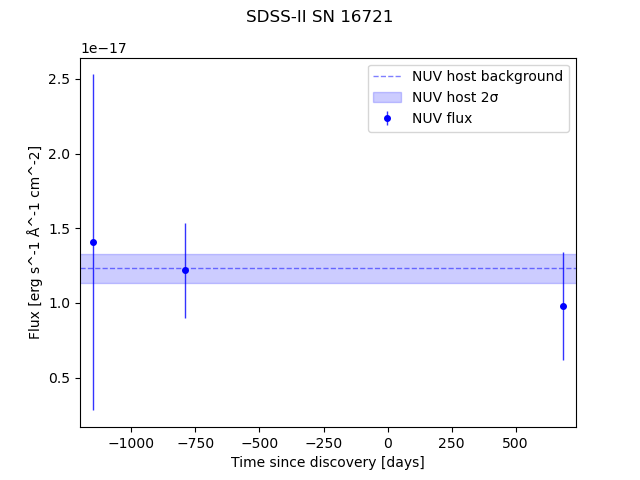 SDSS-II SN 16721
1e−17
NUV host background
NUV host 2σ
NUV flux
2.5
2.0
1.5
1.0
0.5
Flux [erg s^-1 Å^-1 cm^-2]
−1000
−750
−500
−250
0
250
500
Time since discovery [days]